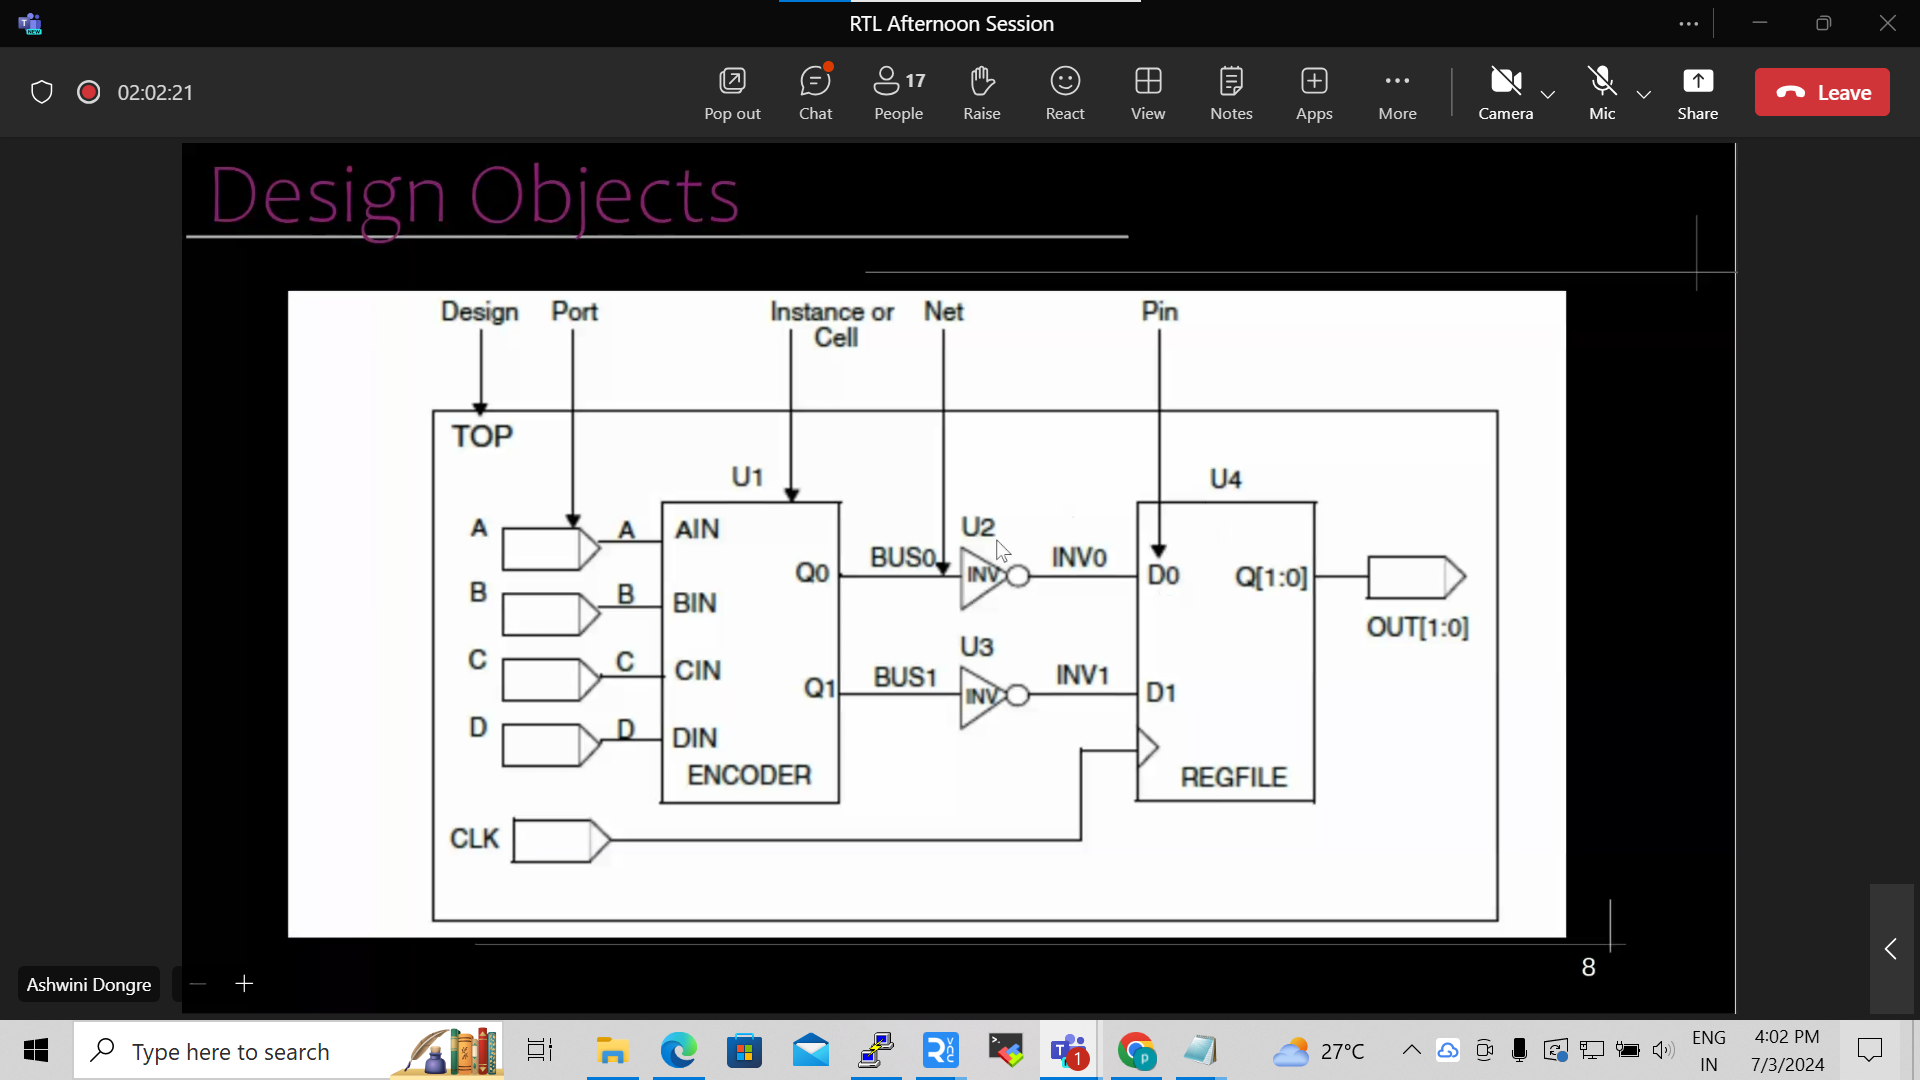 RTL Afternoon Session
02:02:21
Pop out
Chat
17
People
Raise
React
View
Notes
Apps
More
Camera
Mic
Share
Leave
Design Objects
Design
Port
Instance or
Cell
Net
Pin
TOP
U1
U4
A
A
AIN
U2
BUS0
INV0
Q0
INV
D0
Q[1:0]
B
B
BIN
OUT[1:0]
U3
C
C
CIN
BUS1
INV1
Q1
INV
D1
D
D
DIN
ENCODER
REGFILE
CLK
8
Ashwini Dongre
Type here to search
NEW
VNC
1
p
27°C
ENG
IN
4:02 PM
7/3/2024